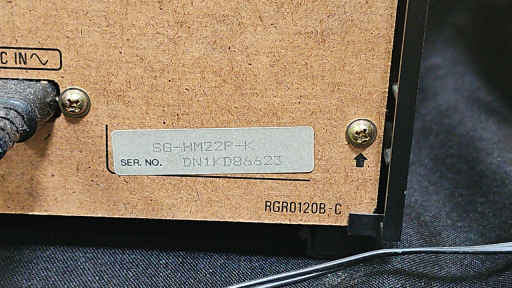 C IN∿
SG-HM22P-K
SER. NO. DN1KD86623
RGR0120B-C